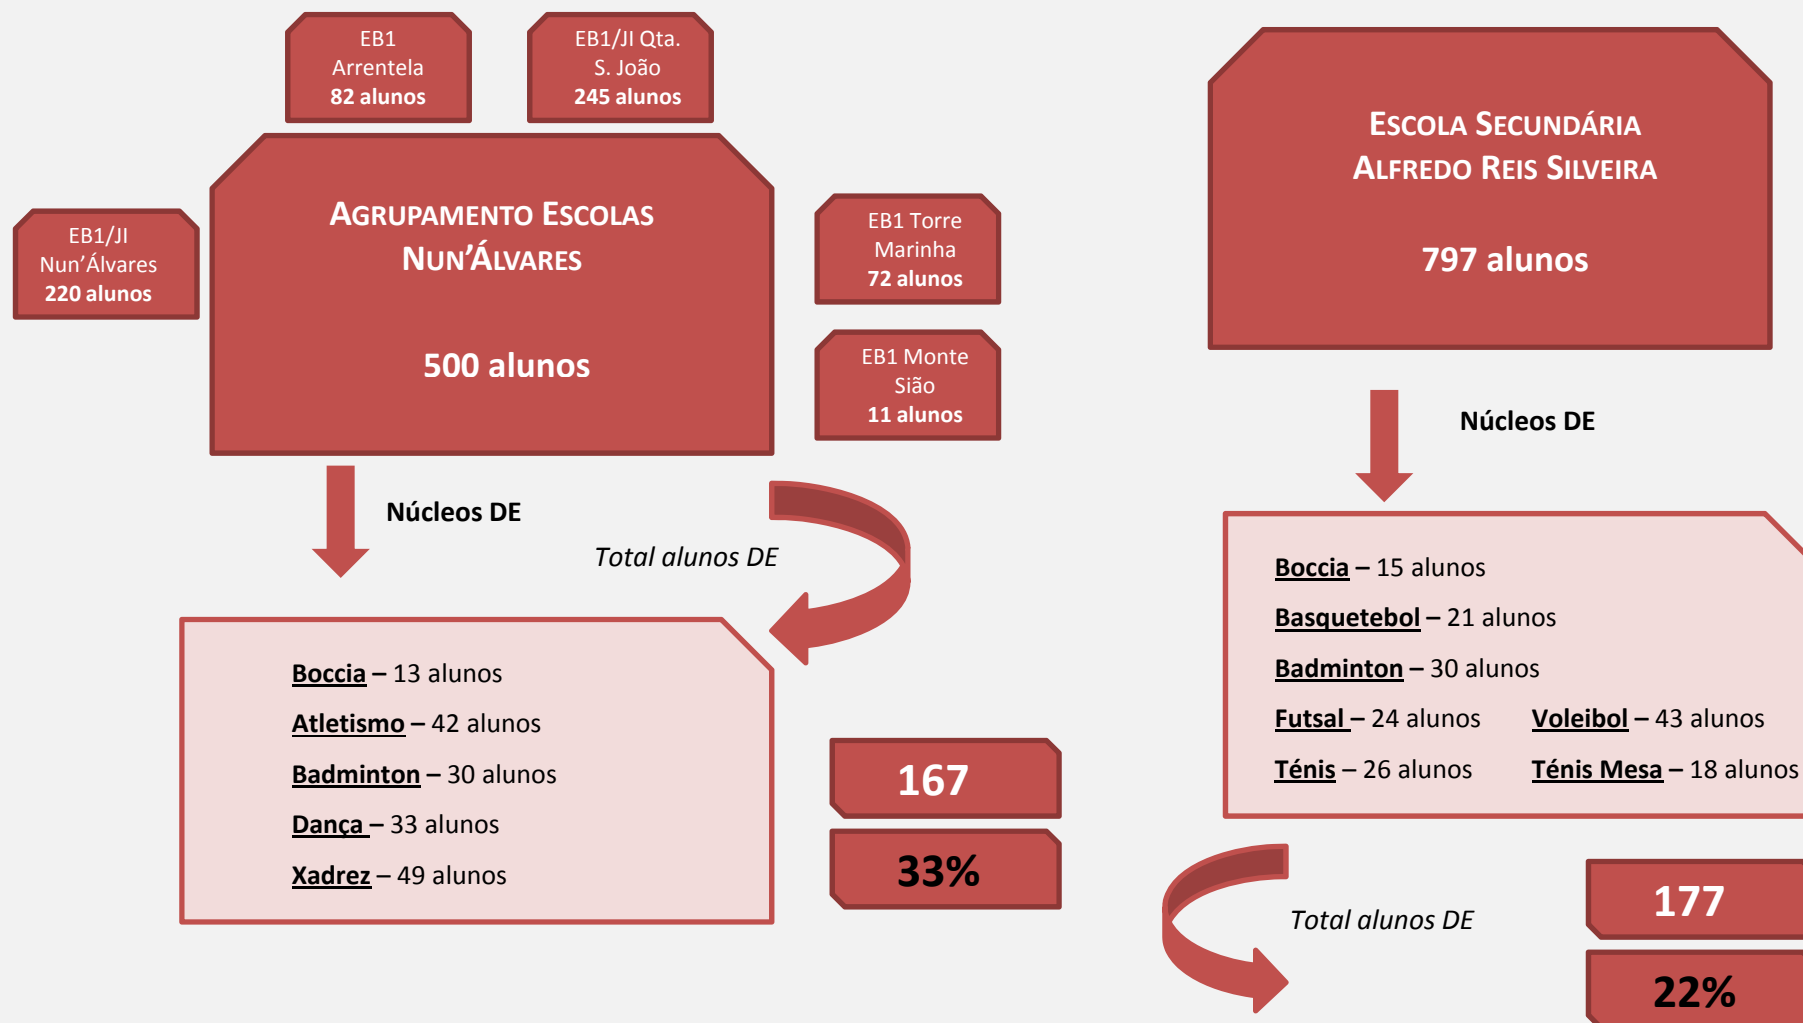 EB1
Arrentela
82 alunos
EB1/JI Qta.
S. João
245 alunos
EB1/JI
Nun’Álvares
220 alunos
AGRUPAMENTO ESCOLAS
NUN’ÁLVARES
500 alunos
EB1 Torre
Marinha
72 alunos
EB1 Monte
Sião
11 alunos
Núcleos DE
Total alunos DE
Boccia – 13 alunos
Atletismo – 42 alunos
Badminton – 30 alunos
Dança – 33 alunos
Xadrez – 49 alunos
167
33%
ESCOLA SECUNDÁRIA
ALFREDO REIS SILVEIRA
797 alunos
Núcleos DE
Boccia – 15 alunos
Basquetebol – 21 alunos
Badminton – 30 alunos
Futsal – 24 alunos Voleibol – 43 alunos
Ténis – 26 alunos Ténis Mesa – 18 alunos
Total alunos DE
177
22%